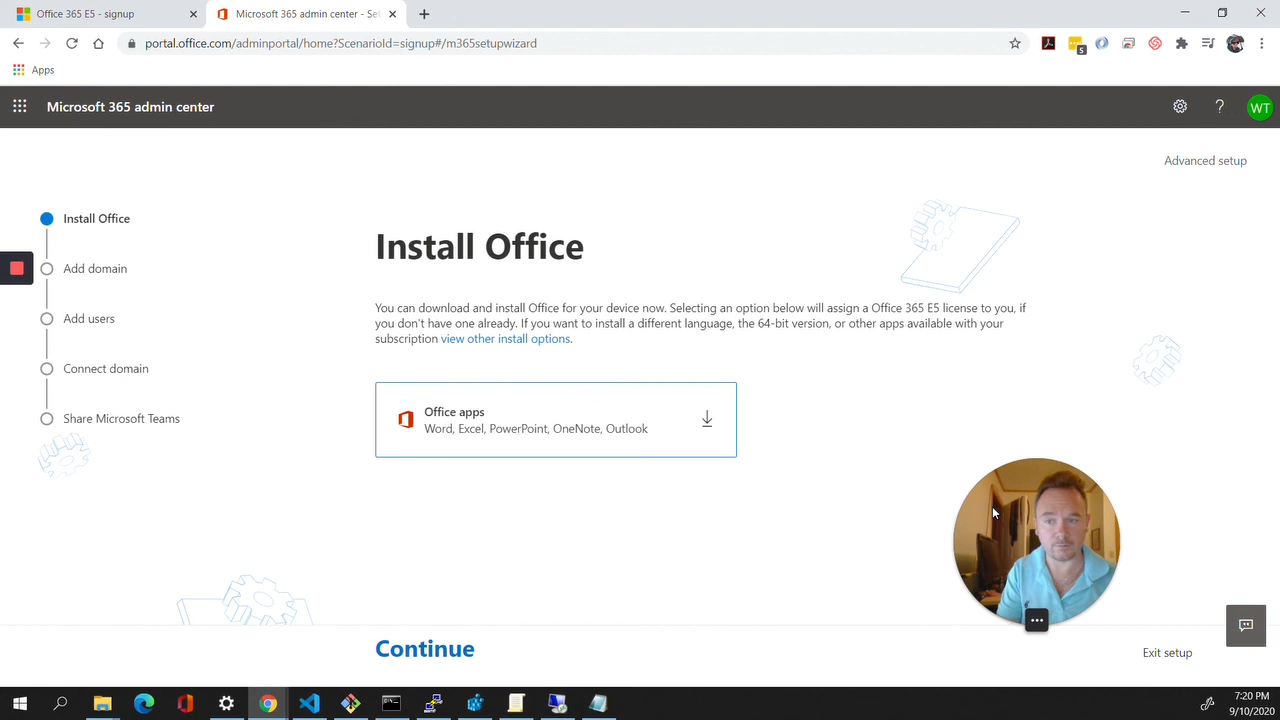 Office 365 E5 - signup
Microsoft 365 admin center - Set
portal.office.com/adminportal/home?ScenarioId=signup#/m365setupwizard
5
Apps
Microsoft 365 admin center
?
WT
Advanced setup
Install Office
Add domain
Add users
Connect domain
Share Microsoft Teams
Install Office
You can download and install Office for your device now. Selecting an option below will assign a Office 365 E5 license to you, if
you don't have one already. If you want to install a different language, the 64-bit version, or other apps available with your
subscription view other install options.
Office apps
Word, Excel, PowerPoint, OneNote, Outlook
Continue
Exit setup
7:20 PM
9/10/2020